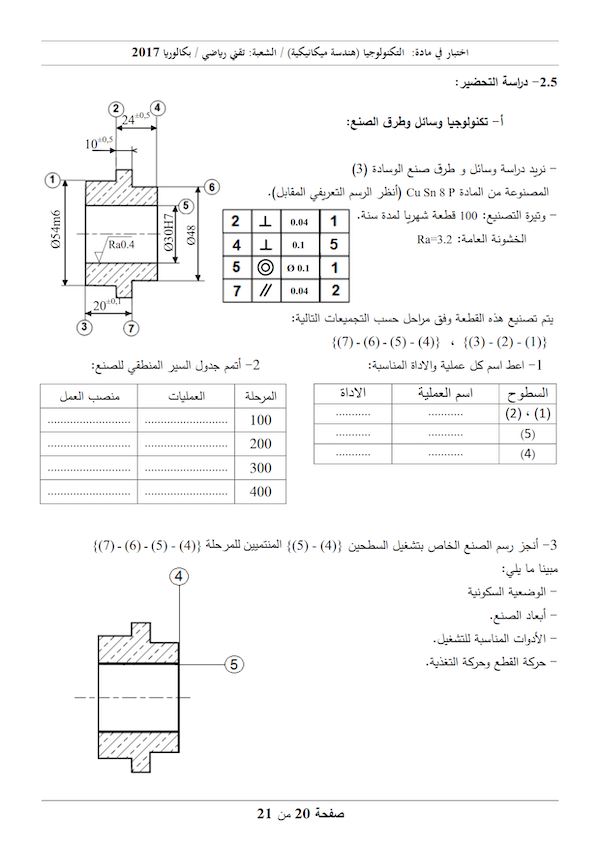 اختبار في مادة: التكنولوجيا (هندسة ميكانيكية) / الشعبة: تقني رياضي / بكالوريا 2017
2.5- دراسة التحضير:
أ- تكنولوجيا وسائل وطرق الصنع:
- نريد دراسة وسائل و طرق صنع الوسادة (3)
المصنوعة من المادة Cu Sn 8 P (أنظر الرسم التعريفي المقابل).
- وتيرة التصنيع: 100 قطعة شهريا لمدة سنة.
الخشونة العامة: Ra=3.2
2 4
24±0,5
10±0,5
1
6
5
Ø54m6
Ø30H7
Ø48
Ra0.4
20±0,1
3 7
2 ⊥ 0.04 1
4 ⊥ 0.1 5
5 ◎ Ø 0.1 1
7 // 0.04 2
يتم تصنيع هذه القطعة وفق مراحل حسب التجميعات التالية:
{(1) - (2) - (3)} ، {(4) - (5) - (6) - (7)}
1- اعط اسم كل عملية والاداة المناسبة:
السطوح اسم العملية الاداة
(1) ، (2) ........... ...........
(5) ........... ...........
(4) ........... ...........
2- أتمم جدول السير المنطقي للصنع:
المرحلة العمليات منصب العمل
100 .......................... ..........................
200 .......................... ..........................
300 .......................... ..........................
400 .......................... ..........................
3- أنجز رسم الصنع الخاص بتشغيل السطحين {(4) - (5)} المنتميين للمرحلة {(4) - (5) - (6) - (7)}
مبينا ما يلي:
- الوضعية السكونية
- أبعاد الصنع.
- الأدوات المناسبة للتشغيل.
- حركة القطع وحركة التغذية.
4
5
صفحة 20 من 21